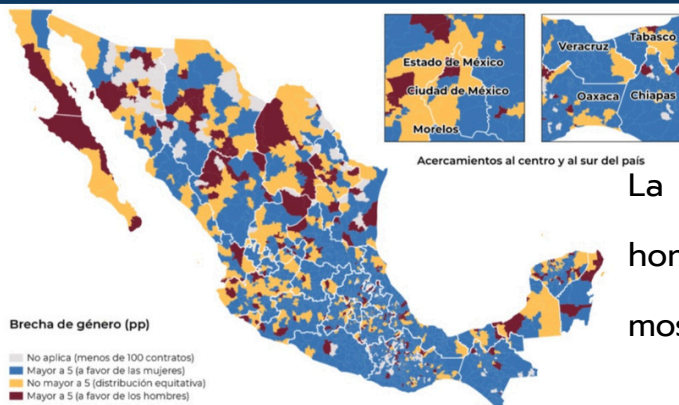 Estado de México
Ciudad de México
Morelos
Veracruz
Tabasco
Oaxaca
Chiapas
Acercamientos al centro y al sur del país
La
Brecha de género (pp)
No aplica (menos de 100 contratos)
Mayor a 5 (a favor de las mujeres)
No mayor a 5 (distribución equitativa)
Mayor a 5 (a favor de los hombres)